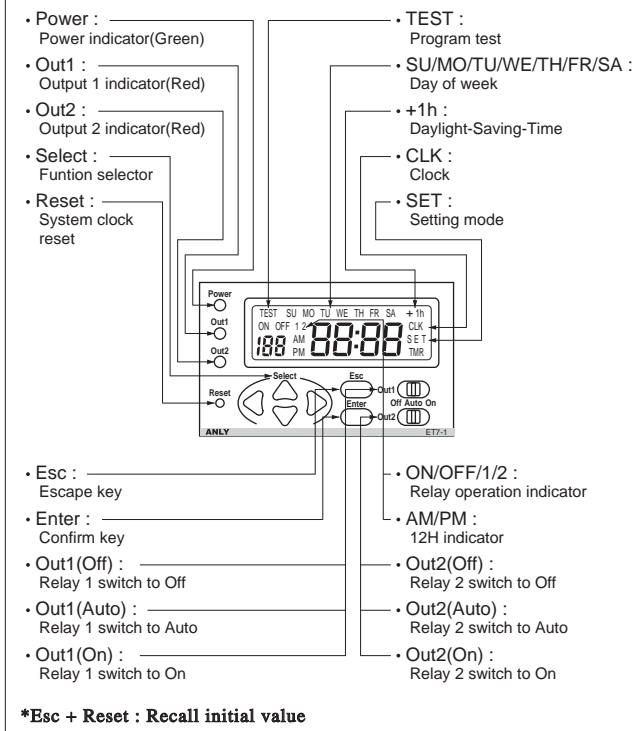 • Power :
Power indicator(Green)
• Out1 :
Output 1 indicator(Red)
• Out2 :
Output 2 indicator(Red)
• Select :
Funtion selector
• Reset :
System clock
reset
• TEST :
Program test
• SU/MO/TU/WE/TH/FR/SA :
Day of week
• +1h :
Daylight-Saving-Time
• CLK :
Clock
• SET :
Setting mode
Power
TEST SU MO TU WE TH FR SA +1h
Out1
ON OFF 1 2 CLK
188 AM 88:88 SET
PM TMR
Out2
Select Esc
Reset
Out1
Enter Off Auto On
Out2
ANLY ET7-1
• Esc :
Escape key
• Enter :
Confirm key
• Out1(Off) :
Relay 1 switch to Off
• Out1(Auto) :
Relay 1 switch to Auto
• Out1(On) :
Relay 1 switch to On
• ON/OFF/1/2 :
Relay operation indicator
• AM/PM :
12H indicator
• Out2(Off) :
Relay 2 switch to Off
• Out2(Auto) :
Relay 2 switch to Auto
• Out2(On) :
Relay 2 switch to On
*Esc + Reset : Recall initial value